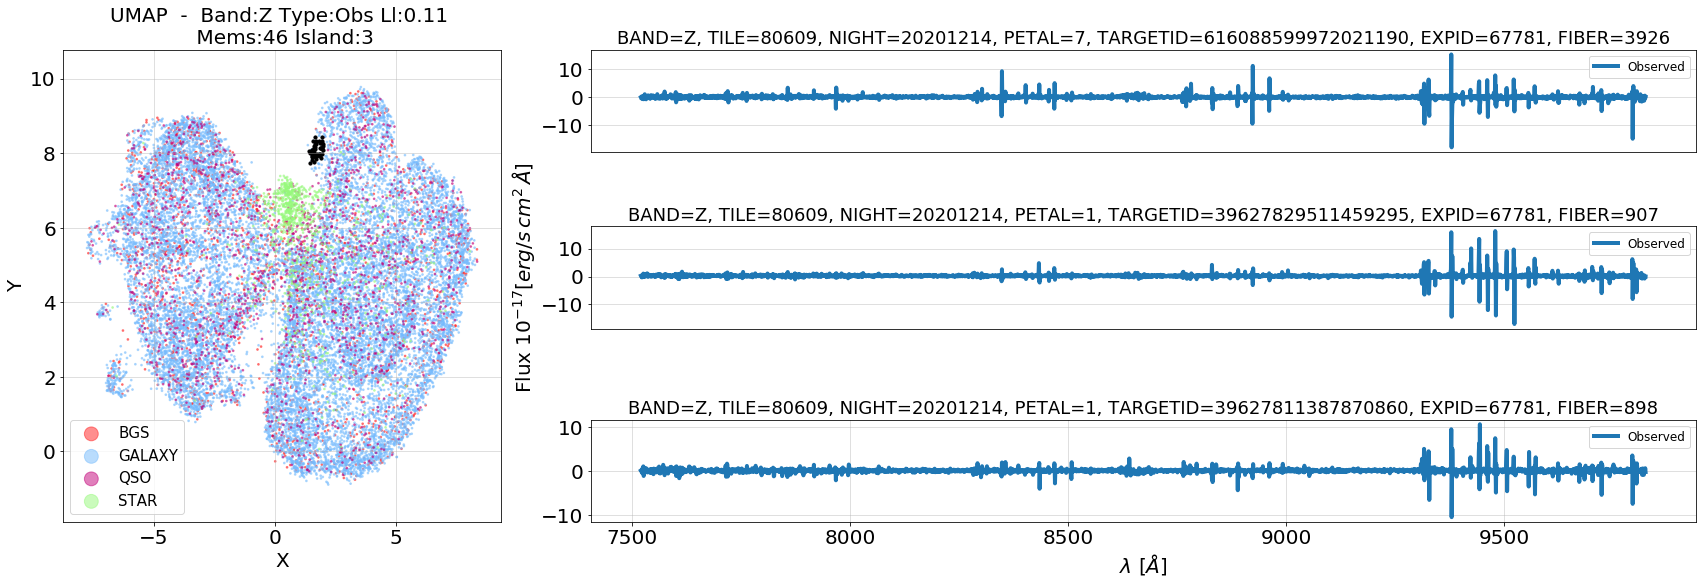 UMAP - Band:Z Type:Obs Ll:0.11
Mems:46 Island:3
10
8
6
4
2
0
Y
BGS
GALAXY
QSO
STAR
−5
0
5
X
Flux 10⁻¹⁷[erg/s cm² Å]
BAND=Z, TILE=80609, NIGHT=20201214, PETAL=7, TARGETID=616088599972021190, EXPID=67781, FIBER=3926
10
0
−10
Observed
BAND=Z, TILE=80609, NIGHT=20201214, PETAL=1, TARGETID=39627829511459295, EXPID=67781, FIBER=907
10
0
−10
Observed
BAND=Z, TILE=80609, NIGHT=20201214, PETAL=1, TARGETID=39627811387870860, EXPID=67781, FIBER=898
10
0
−10
Observed
7500
8000
8500
9000
9500
λ [Å]